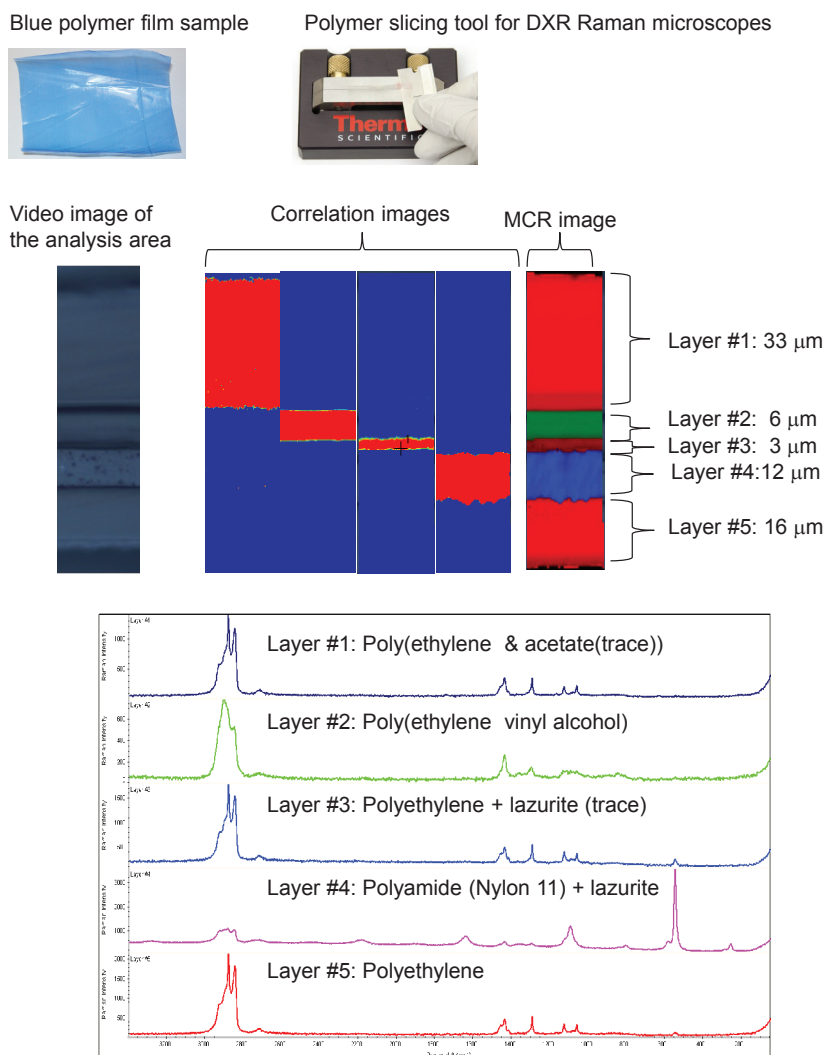 Blue polymer film sample
Polymer slicing tool for DXR Raman microscopes
Thermo
SCIENTIFIC
Video image of
the analysis area
Correlation images
MCR image
Layer #1: 33 μm
Layer #2: 6 μm
Layer #3: 3 μm
Layer #4:12 μm
Layer #5: 16 μm
Layer #1: Poly(ethylene & acetate(trace))
Layer #2: Poly(ethylene vinyl alcohol)
Layer #3: Polyethylene + lazurite (trace)
Layer #4: Polyamide (Nylon 11) + lazurite
Layer #5: Polyethylene